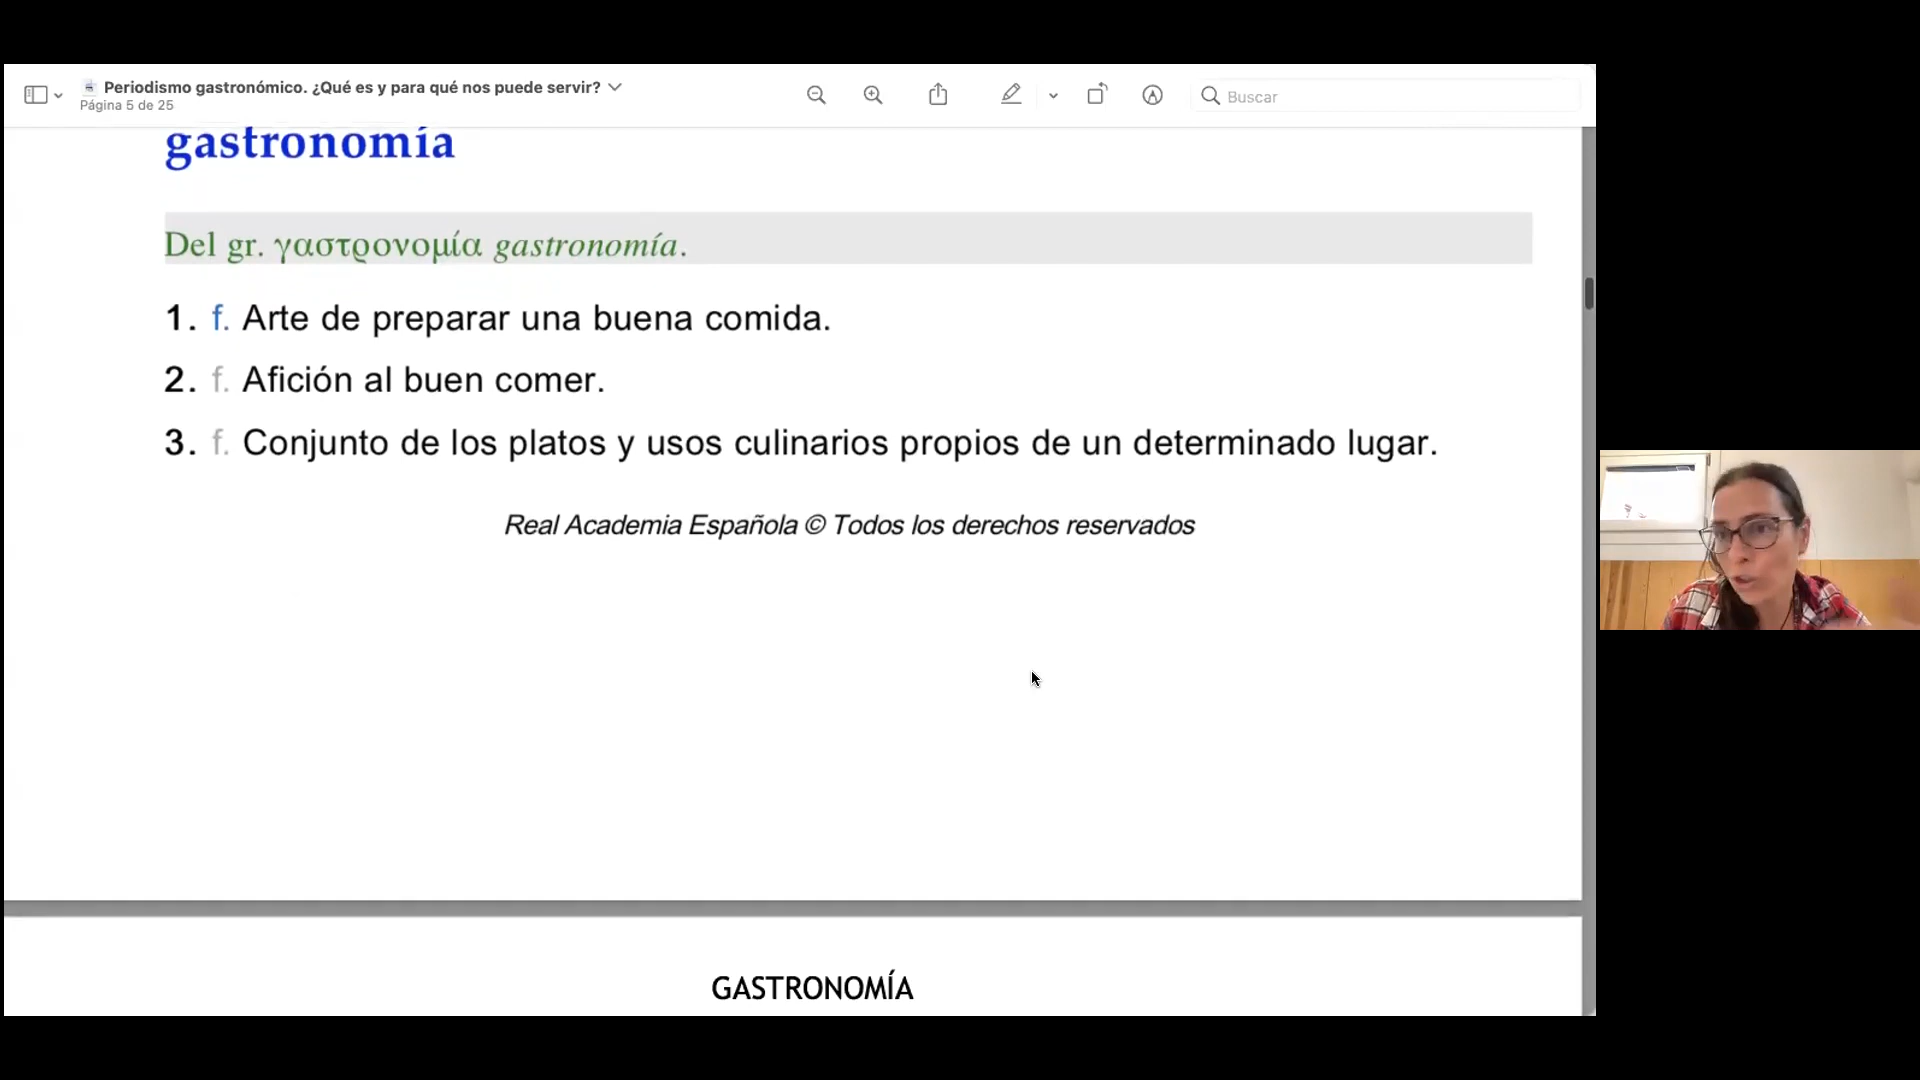 Periodismo gastronómico. ¿Qué es y para qué nos puede servir?
Página 5 de 25
Buscar
gastronomía
Del gr. γαστρονομία gastronomía.
1. f. Arte de preparar una buena comida.
2. f. Afición al buen comer.
3. f. Conjunto de los platos y usos culinarios propios de un determinado lugar.
Real Academia Española © Todos los derechos reservados
GASTRONOMÍA